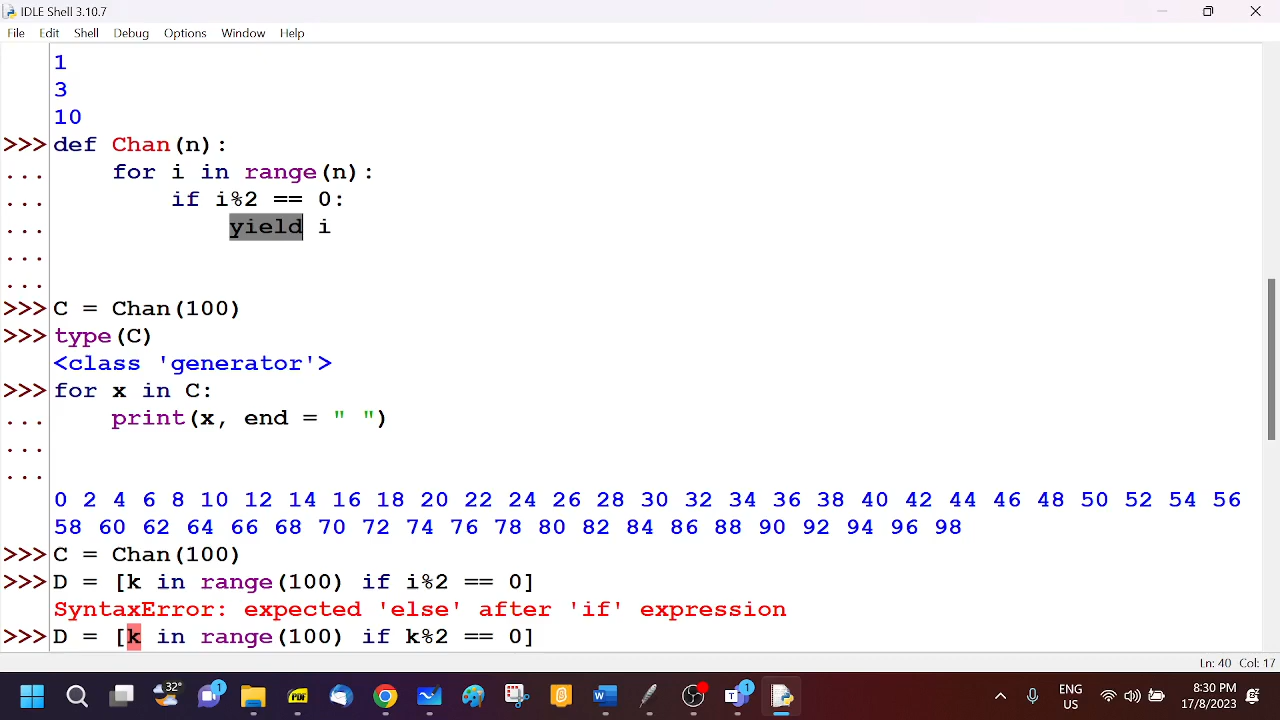 IDLE Shell 3.10.7
File Edit Shell Debug Options Window Help
1
3
10
>>> def Chan(n):
...     for i in range(n):
...         if i%2 == 0:
...             yield i
...
...
>>> C = Chan(100)
>>> type(C)
<class 'generator'>
>>> for x in C:
...     print(x, end = " ")
...
...
0 2 4 6 8 10 12 14 16 18 20 22 24 26 28 30 32 34 36 38 40 42 44 46 48 50 52 54 56
58 60 62 64 66 68 70 72 74 76 78 80 82 84 86 88 90 92 94 96 98
>>> C = Chan(100)
>>> D = [k in range(100) if i%2 == 0]
SyntaxError: expected 'else' after 'if' expression
>>> D = [k in range(100) if k%2 == 0]
Ln: 40 Col: 17
32° 1 PDF W 1 ENG US 8:30 PM 17/8/2023